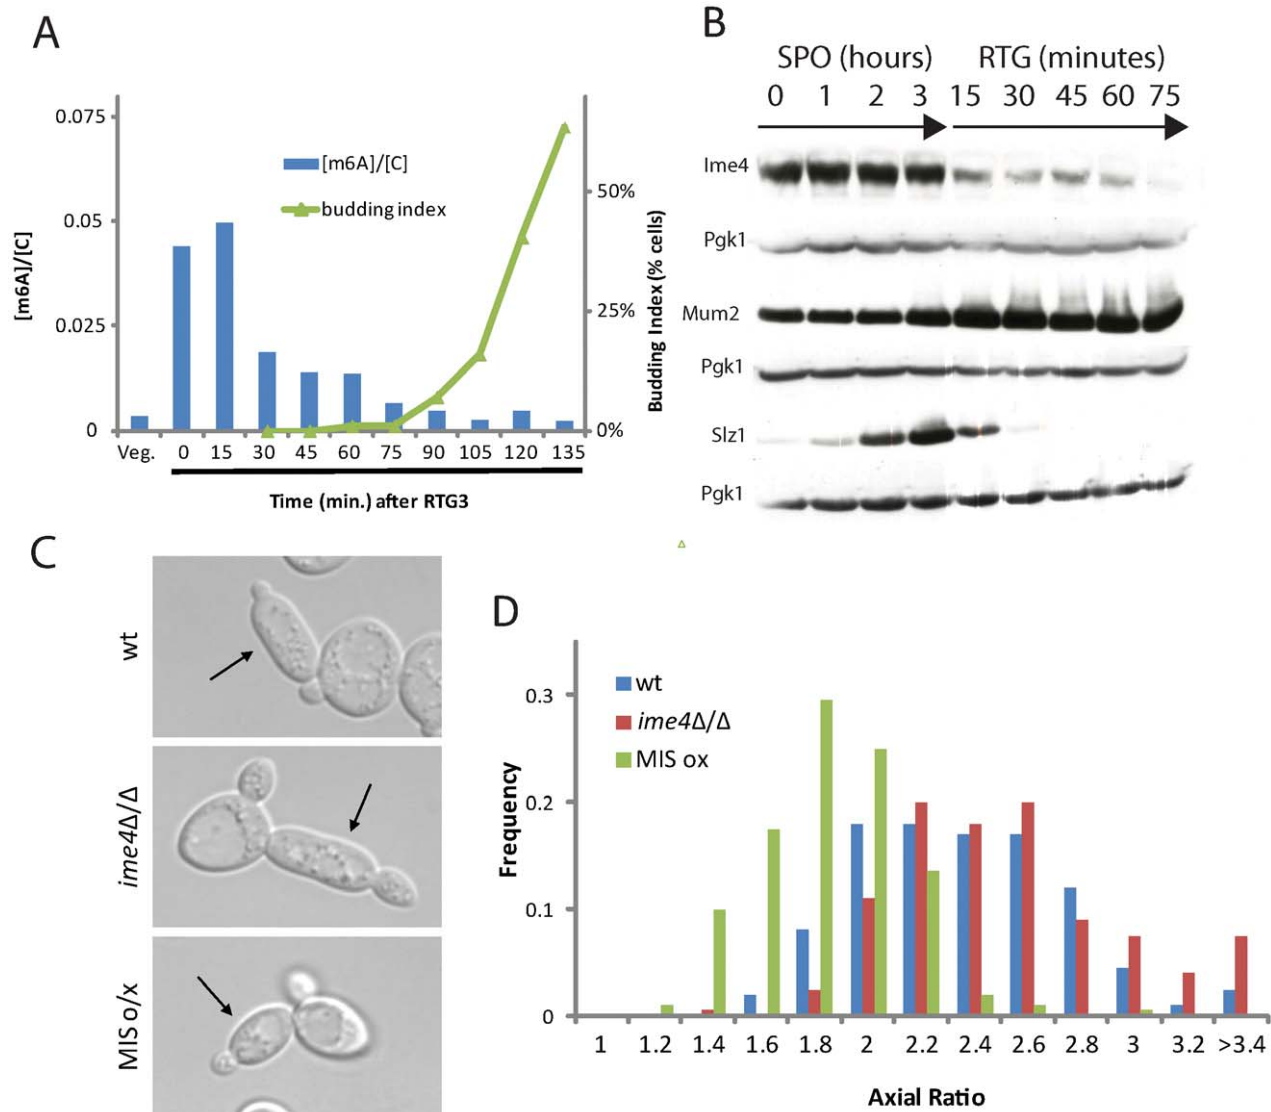 A
0.075
0.05
0.025
0
[m6A]/[C]
[m6A]/[C]
budding index
50%
25%
0%
Budding Index (% cells)
Veg. 0 15 30 45 60 75 90 105 120 135
Time (min.) after RTG3
B
SPO (hours) RTG (minutes)
0 1 2 3 15 30 45 60 75
Ime4
Pgk1
Mum2
Pgk1
Slz1
Pgk1
C
wt
ime4Δ/Δ
MIS o/x
D
wt
ime4Δ/Δ
MIS ox
0.3
0.2
0.1
0
Frequency
1 1.2 1.4 1.6 1.8 2 2.2 2.4 2.6 2.8 3 3.2 >3.4
Axial Ratio